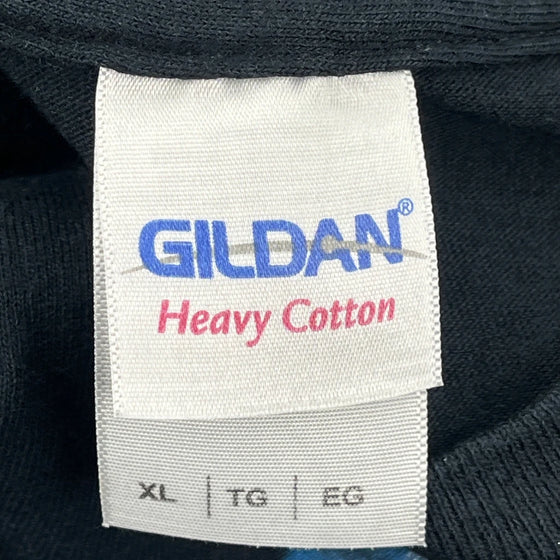 GILDAN®
Heavy Cotton
XL | TG | EG